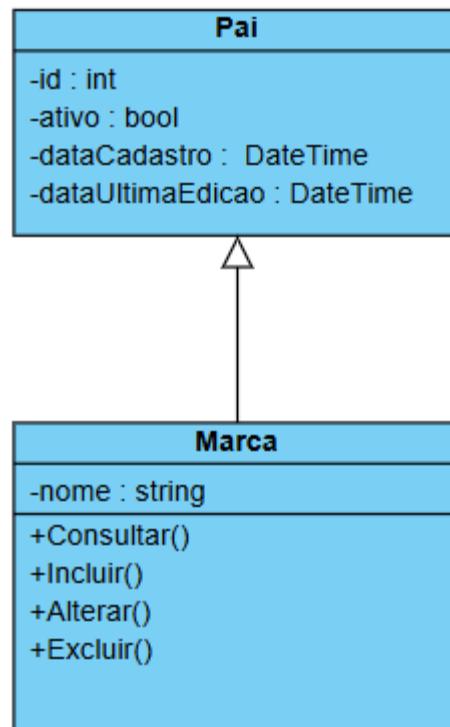 Pai
-id : int
-ativo : bool
-dataCadastro :  DateTime
-dataUltimaEdicao : DateTime
Marca
-nome : string
+Consultar()
+Incluir()
+Alterar()
+Excluir()